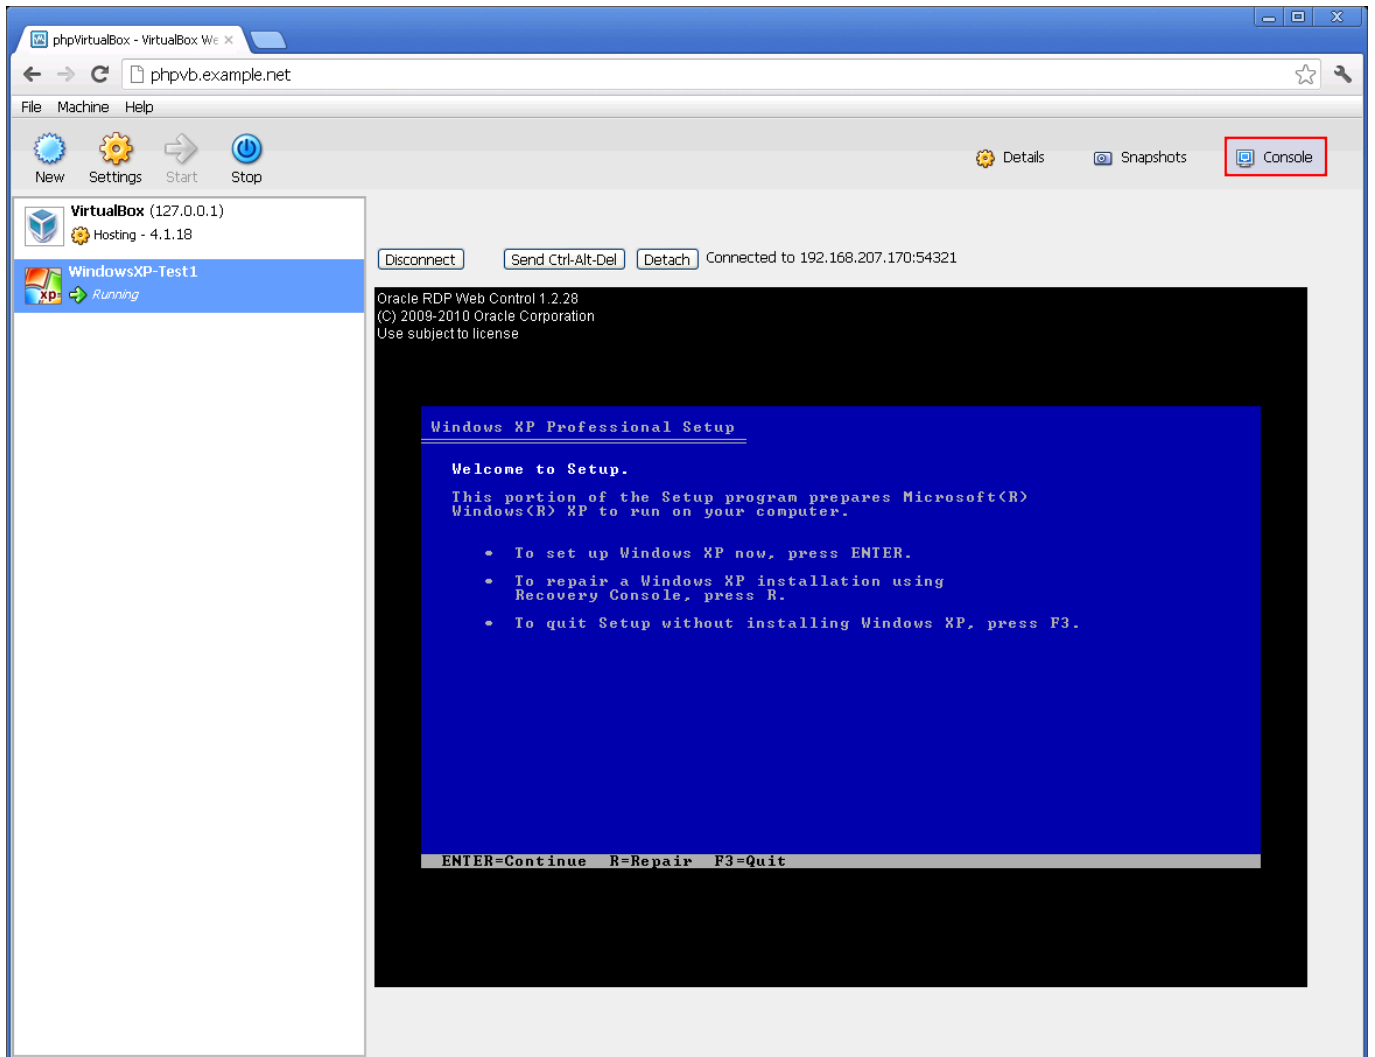 phpVirtualBox - VirtualBox We
phpvb.example.net
File Machine Help
New Settings Start Stop
Details Snapshots Console
VirtualBox (127.0.0.1)
Hosting - 4.1.18
WindowsXP-Test1
XP
Running
Disconnect Send Ctrl-Alt-Del Detach Connected to 192.168.207.170:54321
Oracle RDP Web Control 1.2.28
(C) 2009-2010 Oracle Corporation
Use subject to license
Windows XP Professional Setup
Welcome to Setup.
This portion of the Setup program prepares Microsoft(R)
Windows(R) XP to run on your computer.
• To set up Windows XP now, press ENTER.
• To repair a Windows XP installation using
Recovery Console, press R.
• To quit Setup without installing Windows XP, press F3.
ENTER=Continue R=Repair F3=Quit